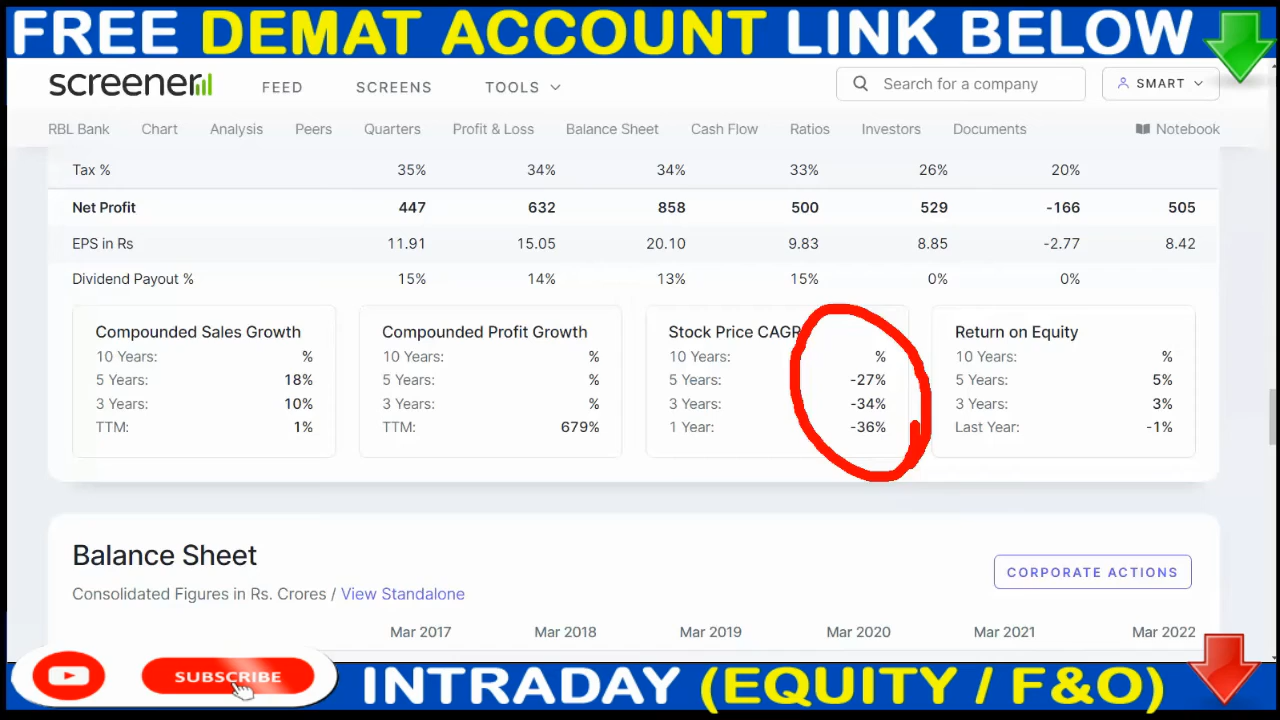 FREE DEMAT ACCOUNT LINK BELOW
screener FEED SCREENS TOOLS Search for a company SMART
RBL Bank Chart Analysis Peers Quarters Profit & Loss Balance Sheet Cash Flow Ratios Investors Documents Notebook
Tax % 35% 34% 34% 33% 26% 20%
Net Profit 447 632 858 500 529 -166 505
EPS in Rs 11.91 15.05 20.10 9.83 8.85 -2.77 8.42
Dividend Payout % 15% 14% 13% 15% 0% 0%
Compounded Sales Growth
10 Years: %
5 Years: 18%
3 Years: 10%
TTM: 1%
Compounded Profit Growth
10 Years: %
5 Years: %
3 Years: %
TTM: 679%
Stock Price CAGR
10 Years: %
5 Years: -27%
3 Years: -34%
1 Year: -36%
Return on Equity
10 Years: %
5 Years: 5%
3 Years: 3%
Last Year: -1%
Balance Sheet
CORPORATE ACTIONS
Consolidated Figures in Rs. Crores / View Standalone
Mar 2017 Mar 2018 Mar 2019 Mar 2020 Mar 2021 Mar 2022
SUBSCRIBE
INTRADAY (EQUITY / F&O)